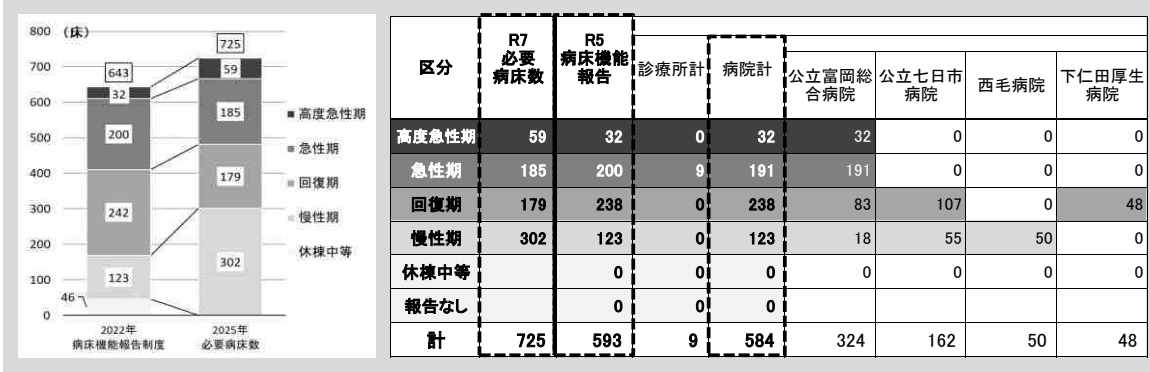 800 （床）
700
600
500
400
300
200
100
0
643
32
200
242
123
46
725
59
185
179
302
2022年
病床機能報告制度
2025年
必要病床数
高度急性期
急性期
回復期
慢性期
休棟中等
区分 R7 必要 病床数 R5 病床機能 報告 診療所計 病院計 公立富岡総合病院 公立七日市病院 西毛病院 下仁田厚生病院
高度急性期 59 32 0 32 32 0 0 0
急性期 185 200 9 191 191 0 0 0
回復期 179 238 0 238 83 107 0 48
慢性期 302 123 0 123 18 55 50 0
休棟中等 0 0 0 0 0 0 0
報告なし 0 0 0
計 725 593 9 584 324 162 50 48